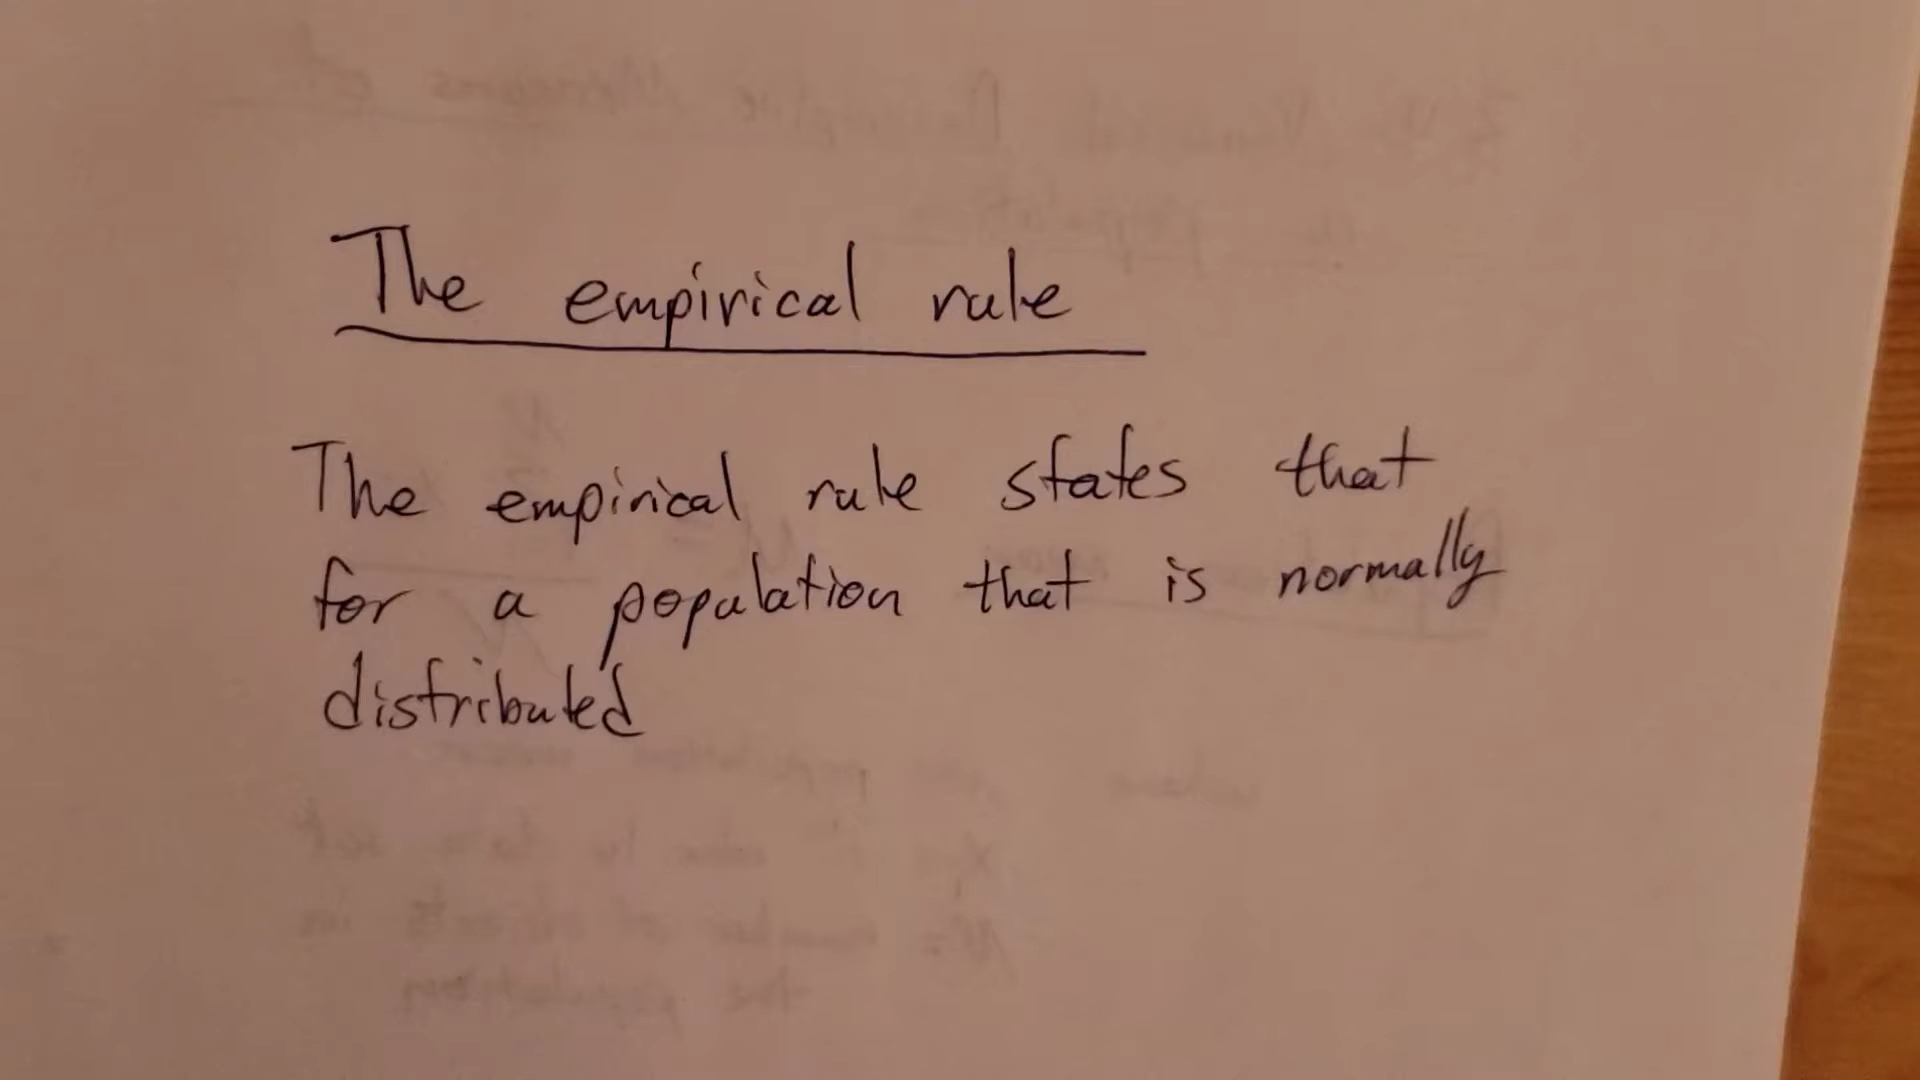 The empirical rule
The empirical rule states that
for a population that is normally
distributed